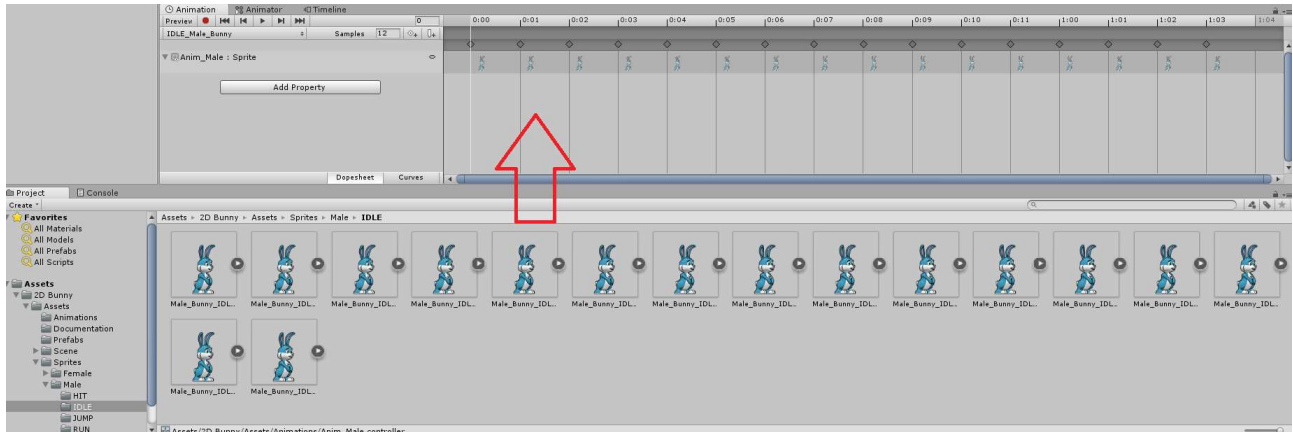 Animation Animator Timeline
Preview 0 0:00 0:01 0:02 0:03 0:04 0:05 0:06 0:07 0:08 0:09 0:10 0:11 1:00 1:01 1:02 1:03 1:04
IDLE_Male_Bunny Samples 12
Anim_Male : Sprite
Add Property
Dopesheet Curves
Project Console
Create
Favorites Assets ▸ 2D Bunny ▸ Assets ▸ Sprites ▸ Male ▸ IDLE
All Materials
All Models
All Prefabs
All Scripts
Assets
2D Bunny
Assets
Animations
Documentation
Prefabs
Scene
Sprites
Female
Male
HIT
IDLE
JUMP
RUN
Male_Bunny_IDL... Male_Bunny_IDL... Male_Bunny_IDL... Male_Bunny_IDL... Male_Bunny_IDL... Male_Bunny_IDL... Male_Bunny_IDL... Male_Bunny_IDL... Male_Bunny_IDL... Male_Bunny_IDL... Male_Bunny_IDL... Male_Bunny_IDL... Male_Bunny_IDL... Male_Bunny_IDL...
Male_Bunny_IDL... Male_Bunny_IDL...
Assets/2D Bunny/Assets/Animations/Anim_Male.controller